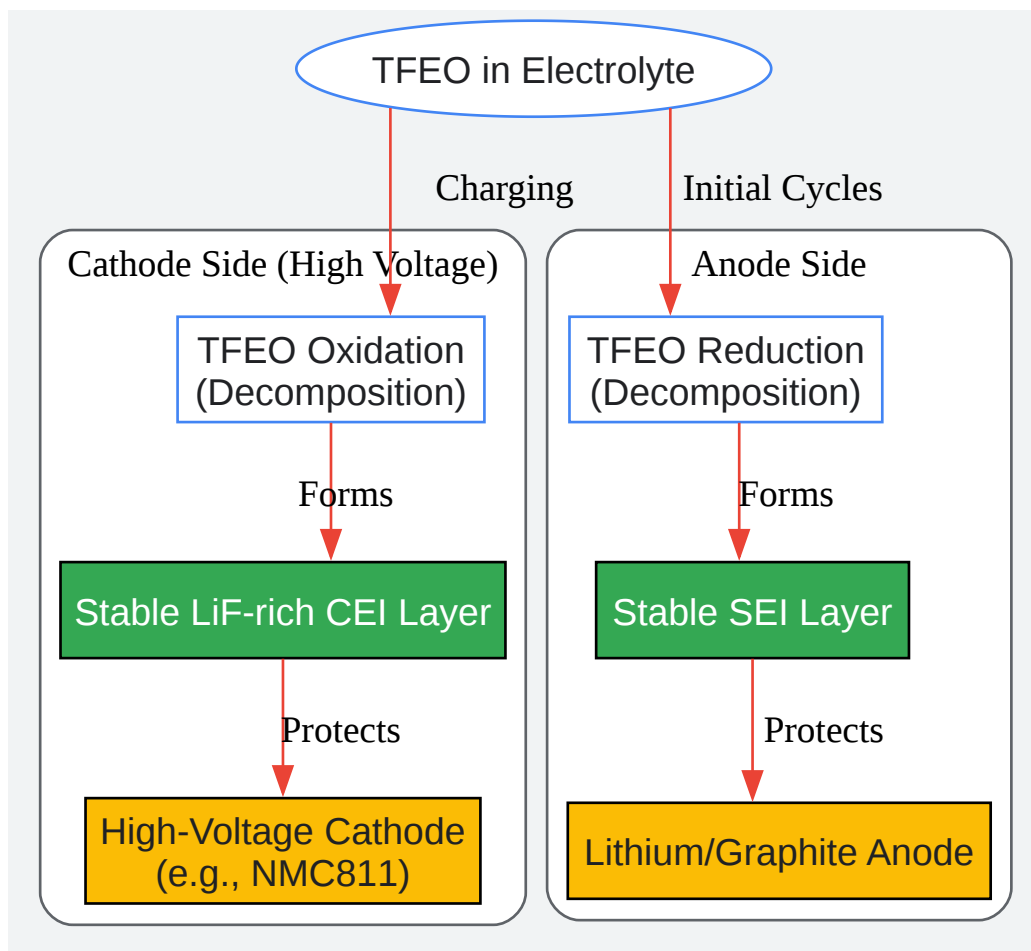 TFEO in Electrolyte
Charging
Initial Cycles
Cathode Side (High Voltage)
TFEO Oxidation
(Decomposition)
Forms
Stable LiF-rich CEI Layer
Protects
High-Voltage Cathode
(e.g., NMC811)
Anode Side
TFEO Reduction
(Decomposition)
Forms
Stable SEI Layer
Protects
Lithium/Graphite Anode